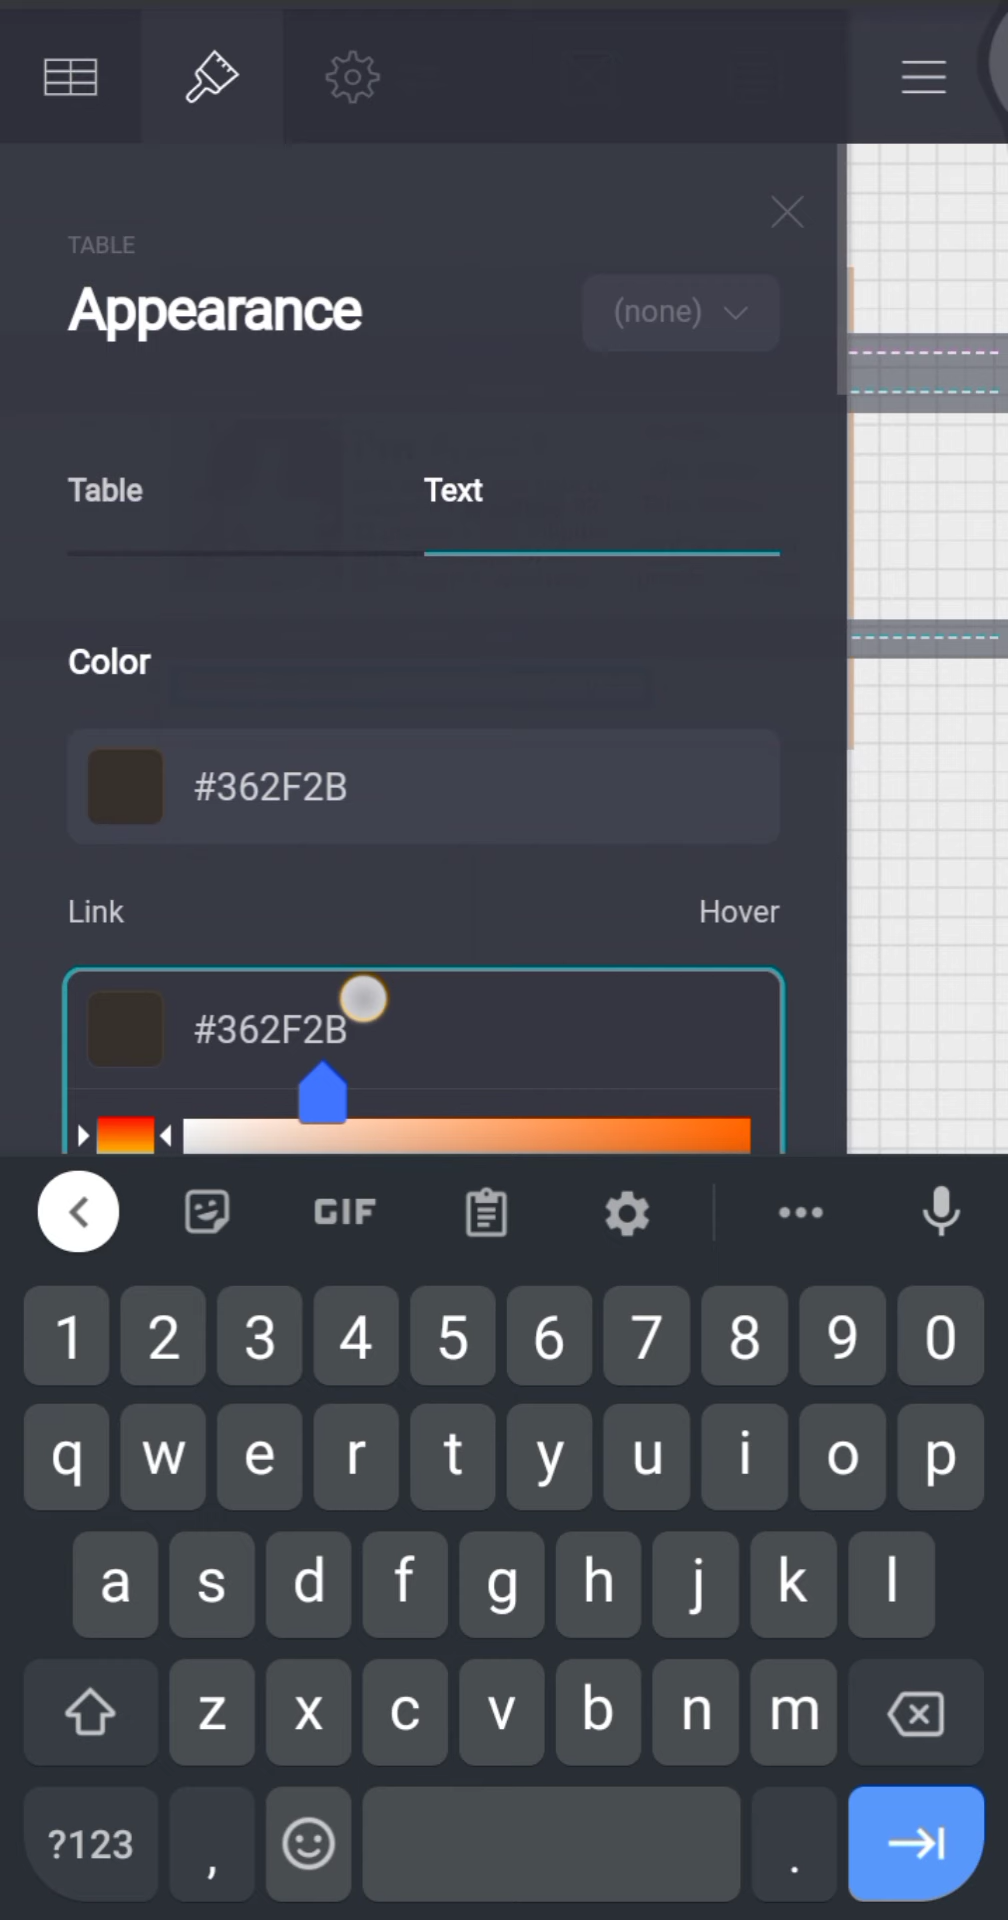 TABLE
Appearance
(none)
Table Text
Color
#362F2B
Link Hover
#362F2B
GIF
1 2 3 4 5 6 7 8 9 0
q w e r t y u i o p
a s d f g h j k l
z x c v b n m
?123 , .